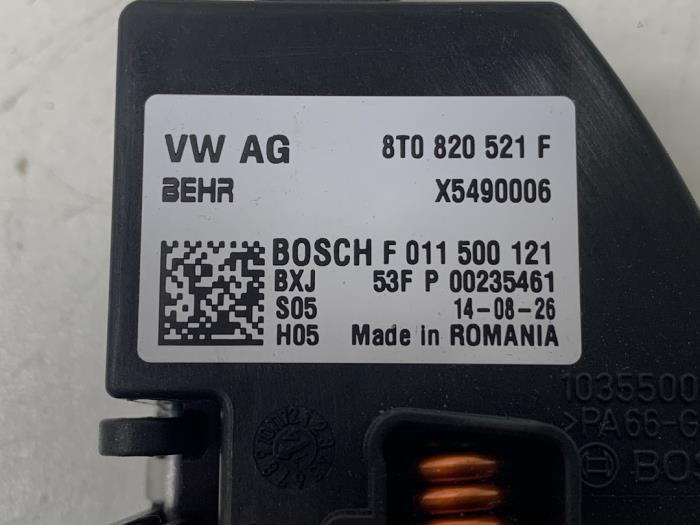 VW AG 8T0 820 521 F
BEHR X5490006
BOSCH F 011 500 121
BXJ 53F P 00235461
S05 14-08-26
H05 Made in ROMANIA
1035500
>PA66-G